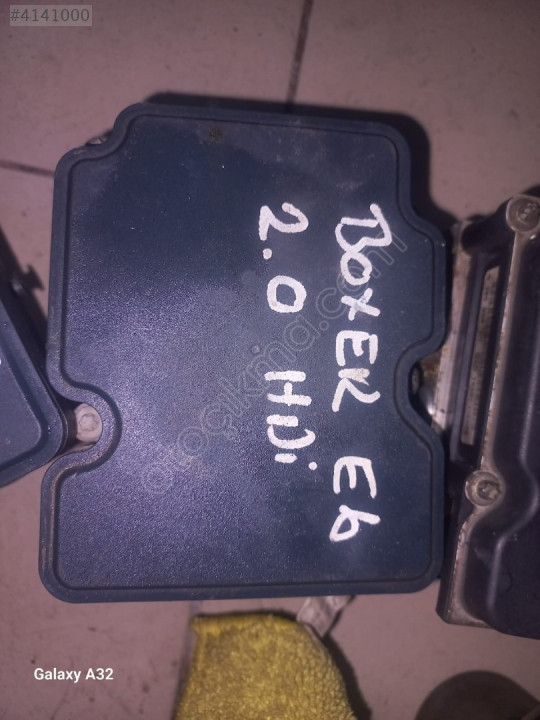 #4141000
BOXER E6
2.0 HDi
otoçıkma.com
Galaxy A32